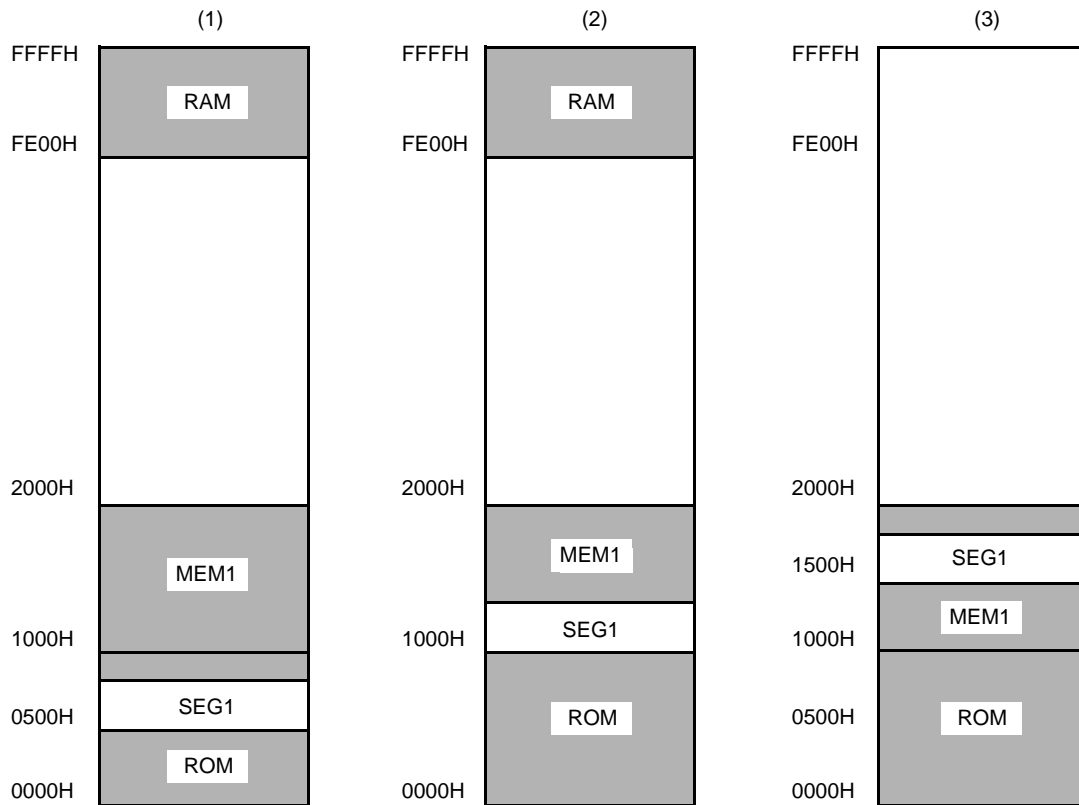 (1)
FFFFH
RAM
FE00H
2000H
MEM1
1000H
SEG1
0500H
ROM
0000H
(2)
FFFFH
RAM
FE00H
2000H
MEM1
1000H
SEG1
ROM
0000H
(3)
FFFFH
FE00H
2000H
SEG1
1500H
MEM1
1000H
0500H
ROM
0000H